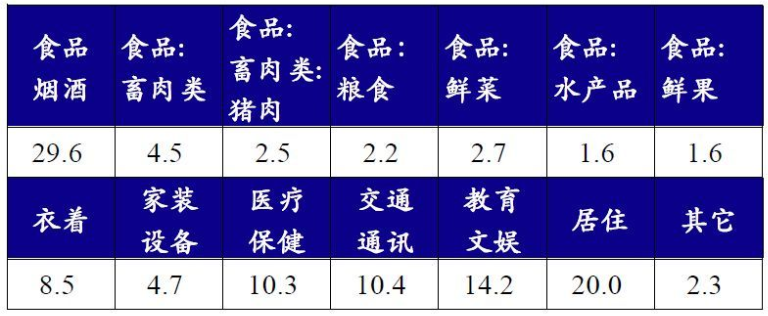 食品烟酒 食品:畜肉类 食品:畜肉类:猪肉 食品:粮食 食品:鲜菜 食品:水产品 食品:鲜果
29.6 4.5 2.5 2.2 2.7 1.6 1.6
衣着 家装设备 医疗保健 交通通讯 教育文娱 居住 其它
8.5 4.7 10.3 10.4 14.2 20.0 2.3